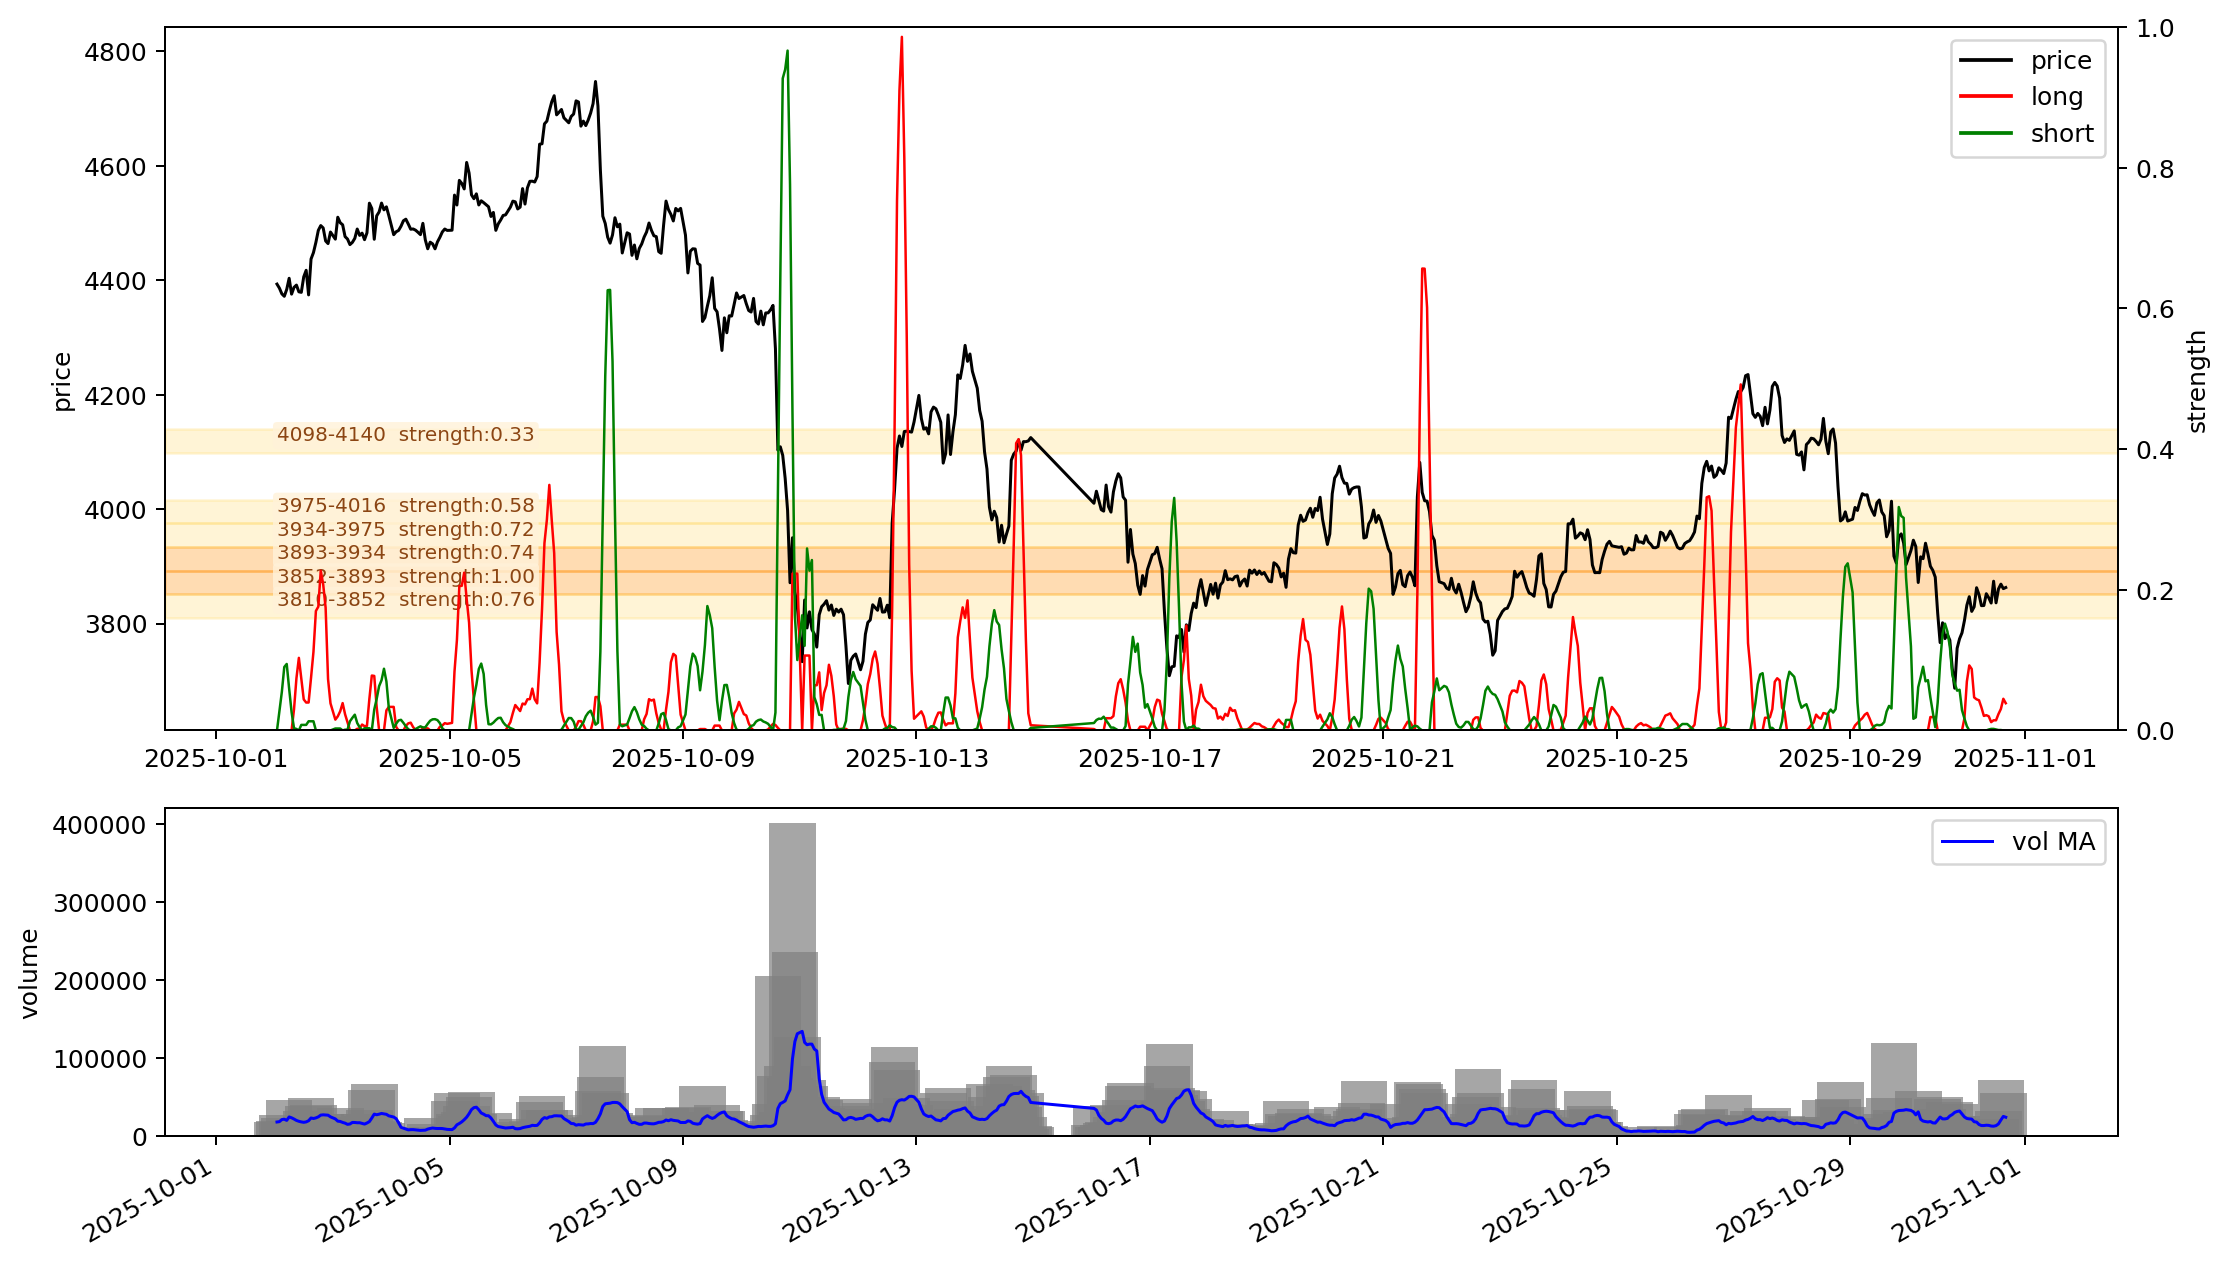 4800
4600
4400
4200
4000
3800
price
1.0
0.8
0.6
0.4
0.2
0.0
strength
price
long
short
4098-4140 strength:0.33
3975-4016 strength:0.58
3934-3975 strength:0.72
3893-3934 strength:0.74
3852-3893 strength:1.00
3810-3852 strength:0.76
2025-10-01
2025-10-05
2025-10-09
2025-10-13
2025-10-17
2025-10-21
2025-10-25
2025-10-29
2025-11-01
400000
300000
200000
100000
0
volume
vol MA
2025-10-01
2025-10-05
2025-10-09
2025-10-13
2025-10-17
2025-10-21
2025-10-25
2025-10-29
2025-11-01